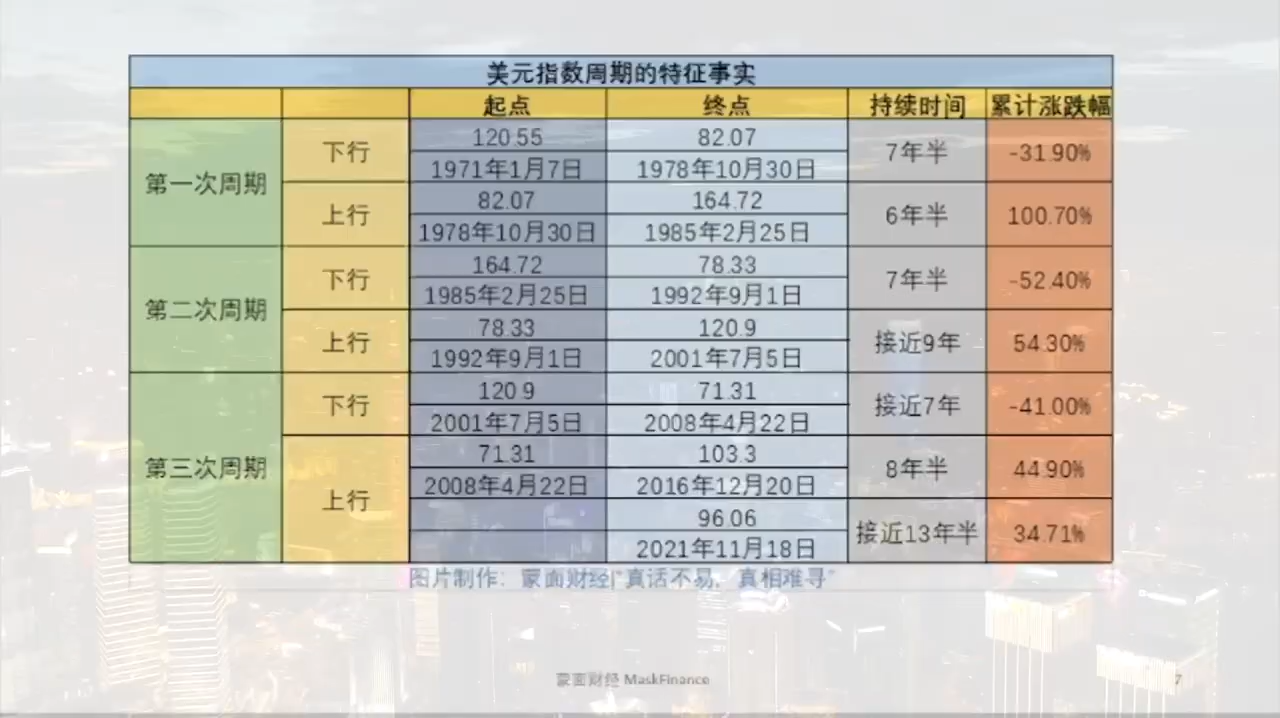 美元指数周期的特征事实
起点 终点 持续时间 累计涨跌幅
第一次周期 下行 120.55 82.07 7年半 -31.90%
1971年1月7日 1978年10月30日
上行 82.07 164.72 6年半 100.70%
1978年10月30日 1985年2月25日
第二次周期 下行 164.72 78.33 7年半 -52.40%
1985年2月25日 1992年9月1日
上行 78.33 120.9 接近9年 54.30%
1992年9月1日 2001年7月5日
第三次周期 下行 120.9 71.31 接近7年 -41.00%
2001年7月5日 2008年4月22日
上行 71.31 103.3 8年半 44.90%
2008年4月22日 2016年12月20日
96.06 接近13年半 34.71%
2021年11月18日
图片制作：蒙面财经|“真话不易，真相难寻”
蒙面财经 MaskFinance
7